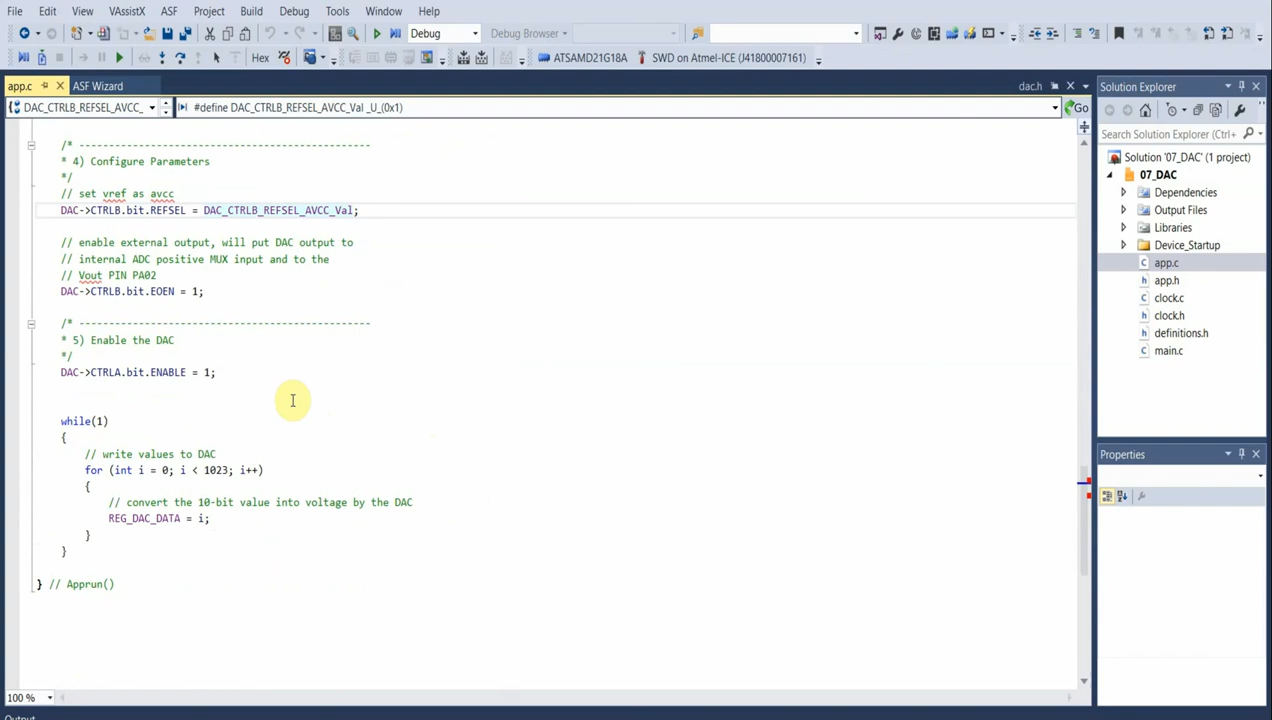 File Edit View VAssistX ASF Project Build Debug Tools Window Help
Debug Debug Browser
Hex ATSAMD21G18A SWD on Atmel-ICE (J41800007161)
app.c ASF Wizard dac.h
DAC_CTRLB_REFSEL_AVCC_ #define DAC_CTRLB_REFSEL_AVCC_Val _U_(0x1) Go
/* -------------------------------------------------
* 4) Configure Parameters
*/
// set vref as avcc
DAC->CTRLB.bit.REFSEL = DAC_CTRLB_REFSEL_AVCC_Val;
// enable external output, will put DAC output to
// internal ADC positive MUX input and to the
// Vout PIN PA02
DAC->CTRLB.bit.EOEN = 1;
/* -------------------------------------------------
* 5) Enable the DAC
*/
DAC->CTRLA.bit.ENABLE = 1;
while(1)
{
// write values to DAC
for (int i = 0; i < 1023; i++)
{
// convert the 10-bit value into voltage by the DAC
REG_DAC_DATA = i;
}
}
} // Apprun()
100 %
Output
Solution Explorer
Search Solution Explorer (Ctrl+
Solution '07_DAC' (1 project)
07_DAC
Dependencies
Output Files
Libraries
Device_Startup
app.c
app.h
clock.c
clock.h
definitions.h
main.c
Properties